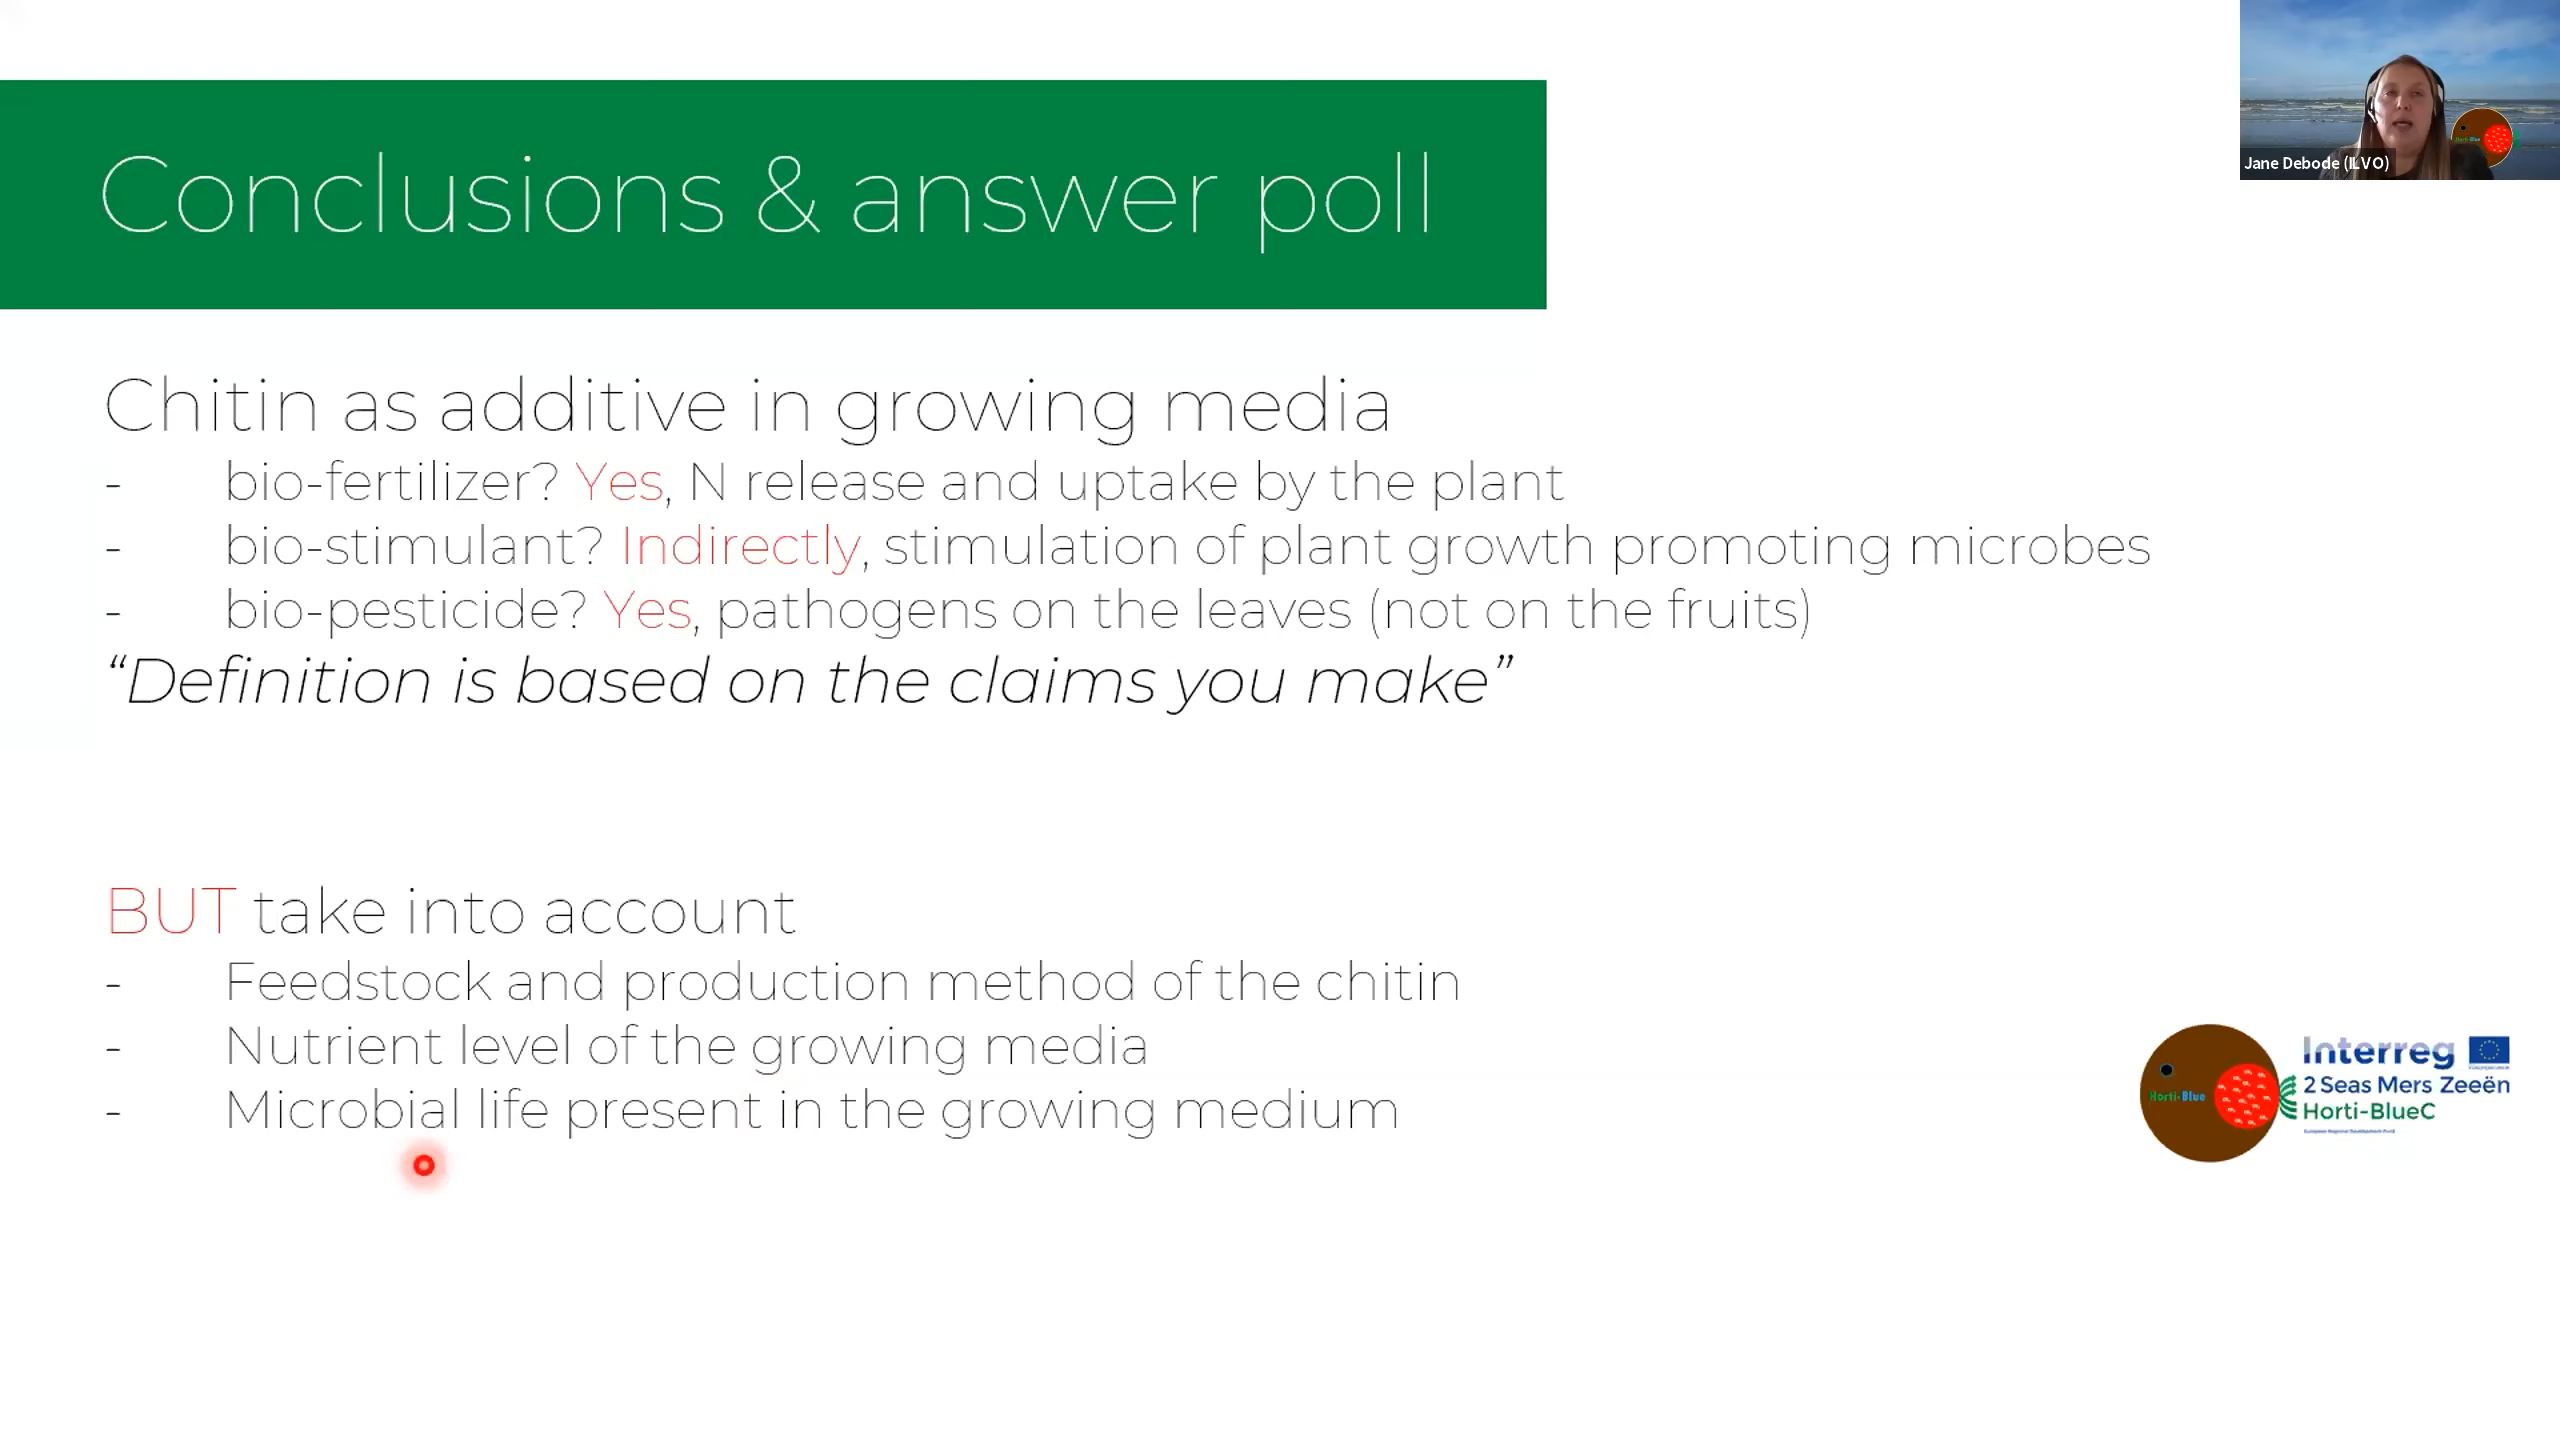 Conclusions & answer poll
Jane Debode (ILVO)
Chitin as additive in growing media
- bio-fertilizer? Yes, N release and uptake by the plant
- bio-stimulant? Indirectly, stimulation of plant growth promoting microbes
- bio-pesticide? Yes, pathogens on the leaves (not on the fruits)
“Definition is based on the claims you make”
BUT take into account
- Feedstock and production method of the chitin
- Nutrient level of the growing media
- Microbial life present in the growing medium
Horti-Blue
Interreg
2 Seas Mers Zeeën
Horti-BlueC
European Regional Development Fund